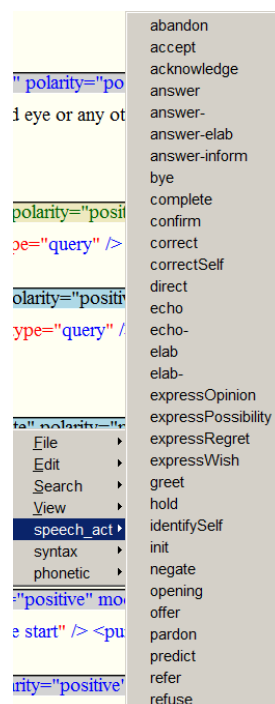 " polarity="po
d eye or any ot
polarity="posit
pe="query" />
olarity="positiv
ype="query" /
File
Edit
Search
View
speech_act
syntax
phonetic
="positive" mo
e start" /> <pu
arity="positive"
abandon
accept
acknowledge
answer
answer-
answer-elab
answer-inform
bye
complete
confirm
correct
correctSelf
direct
echo
echo-
elab
elab-
expressOpinion
expressPossibility
expressRegret
expressWish
greet
hold
identifySelf
init
negate
opening
offer
pardon
predict
refer
refuse